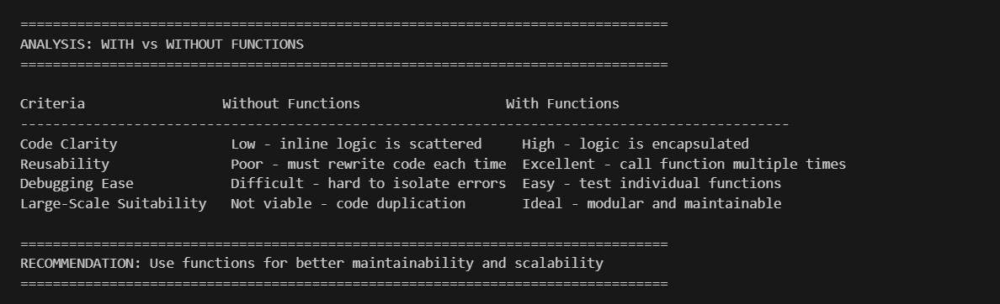 ================================================================================
ANALYSIS: WITH vs WITHOUT FUNCTIONS
================================================================================

Criteria                 Without Functions                  With Functions
-----------------------------------------------------------------------------------------------
Code Clarity              Low - inline logic is scattered     High - logic is encapsulated
Reusability               Poor - must rewrite code each time  Excellent - call function multiple times
Debugging Ease            Difficult - hard to isolate errors  Easy - test individual functions
Large-Scale Suitability   Not viable - code duplication       Ideal - modular and maintainable

================================================================================
RECOMMENDATION: Use functions for better maintainability and scalability
================================================================================